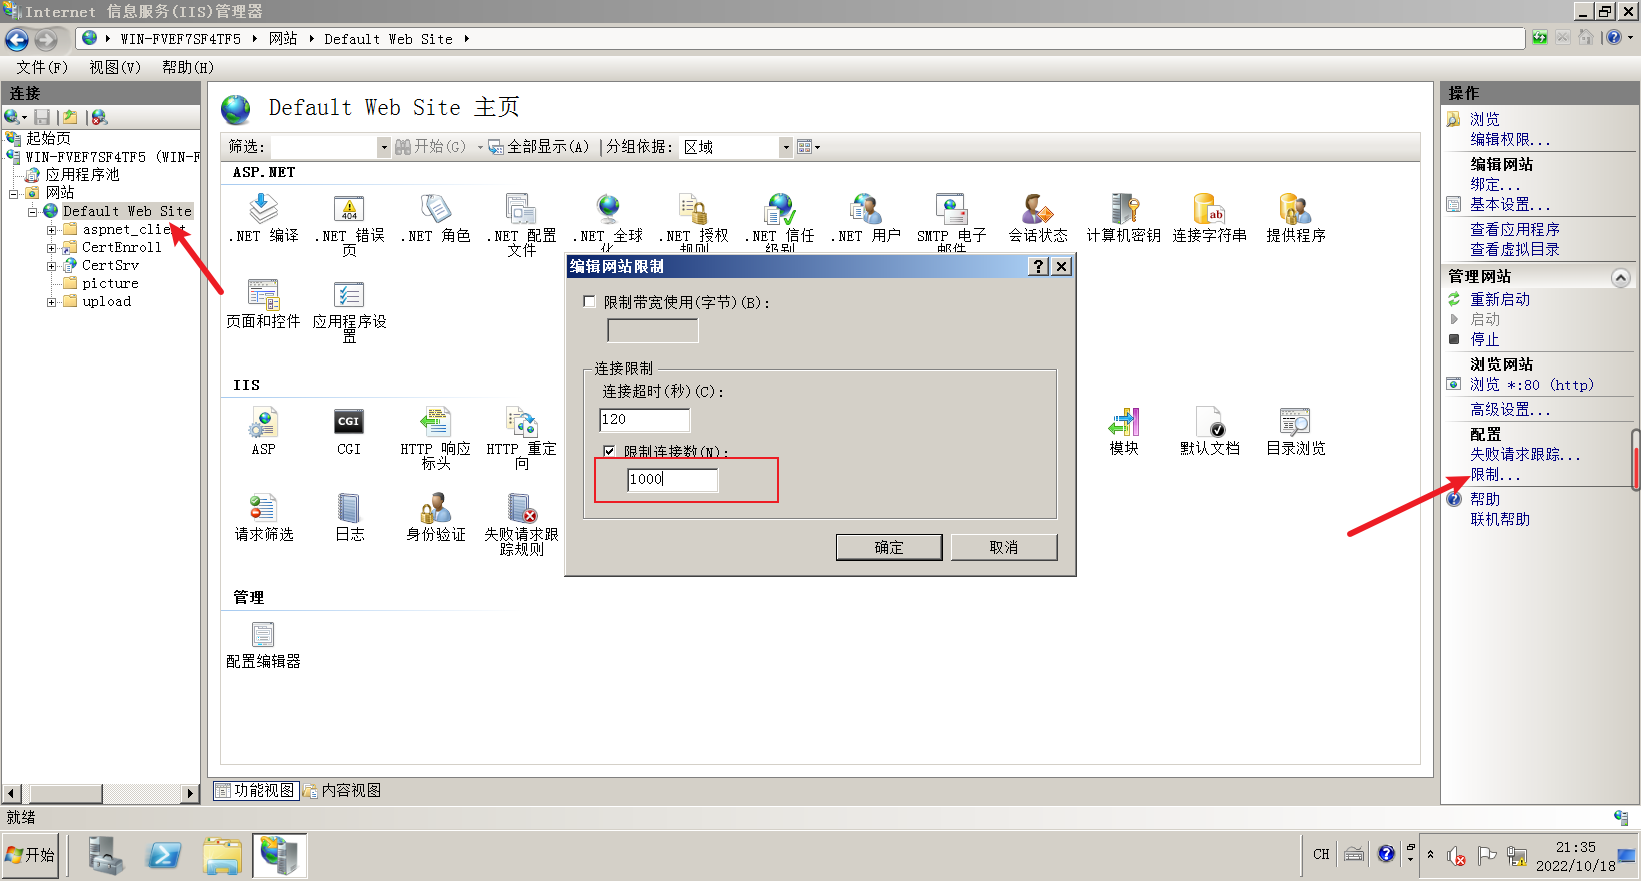 Internet 信息服务(IIS)管理器
WIN-FVEF7SF4TF5 网站 Default Web Site
文件(F) 视图(V) 帮助(H)
连接
起始页
WIN-FVEF7SF4TF5 (WIN-F
应用程序池
网站
Default Web Site
aspnet_client
CertEnroll
CertSrv
picture
upload
Default Web Site 主页
筛选: 开始(G) 全部显示(A) 分组依据: 区域
ASP.NET
.NET 编译
.NET 错误页
.NET 角色
.NET 配置文件
.NET 全球化
.NET 授权规则
.NET 信任级别
.NET 用户
SMTP 电子邮件
会话状态
计算机密钥
连接字符串
提供程序
页面和控件
应用程序设置
IIS
ASP
CGI
CGI
HTTP 响应标头
HTTP 重定向
模块
默认文档
目录浏览
请求筛选
日志
身份验证
失败请求跟踪规则
管理
配置编辑器
编辑网站限制
限制带宽使用(字节)(B):
连接限制
连接超时(秒)(C):
120
限制连接数(N):
1000
确定 取消
操作
浏览
编辑权限...
编辑网站
绑定...
基本设置...
查看应用程序
查看虚拟目录
管理网站
重新启动
启动
停止
浏览网站
浏览 *:80 (http)
高级设置...
配置
失败请求跟踪...
限制...
帮助
联机帮助
功能视图 内容视图
就绪
开始
CH
21:35
2022/10/18